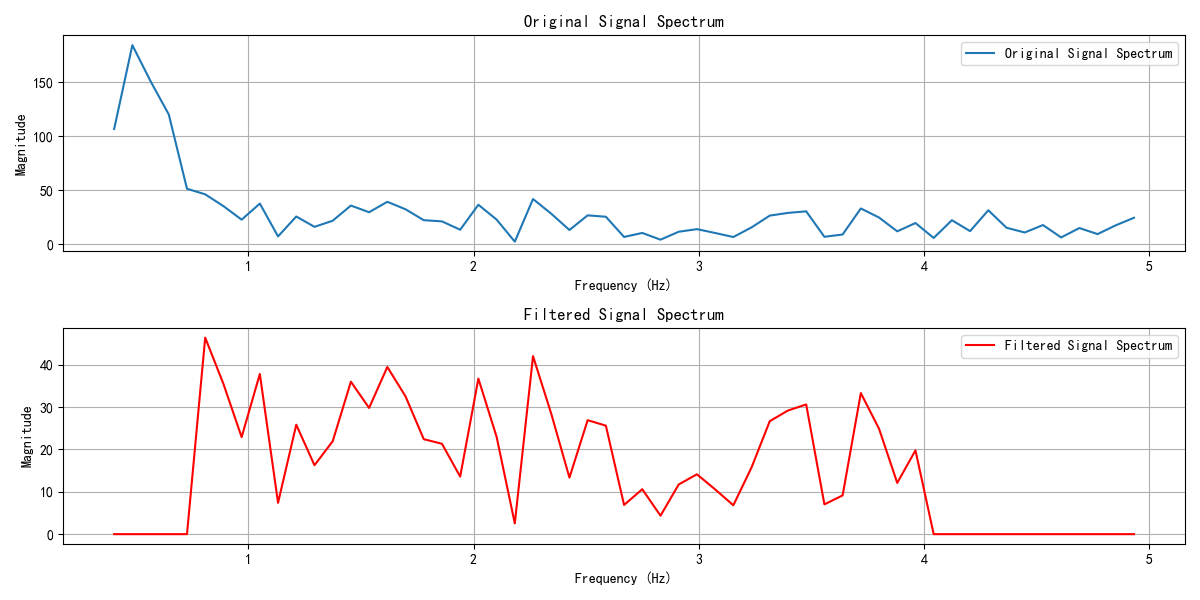 Original Signal Spectrum
Original Signal Spectrum
150
100
50
0
Magnitude
1 2 3 4 5
Frequency (Hz)
Filtered Signal Spectrum
Filtered Signal Spectrum
40
30
20
10
0
Magnitude
1 2 3 4 5
Frequency (Hz)